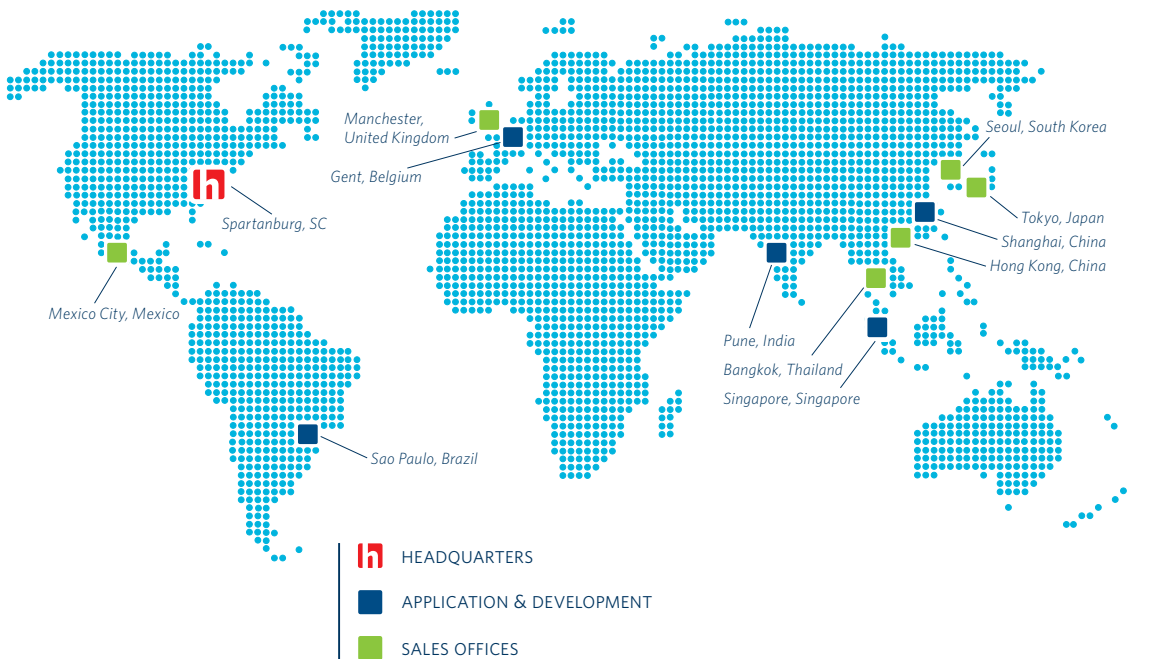 Manchester,
United Kingdom
Gent, Belgium
Seoul, South Korea
Spartanburg, SC
Tokyo, Japan
Shanghai, China
Hong Kong, China
Mexico City, Mexico
Pune, India
Bangkok, Thailand
Singapore, Singapore
Sao Paulo, Brazil
h HEADQUARTERS
APPLICATION & DEVELOPMENT
SALES OFFICES